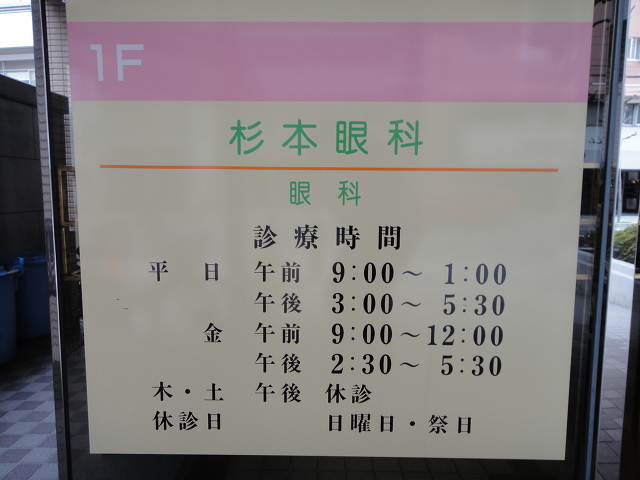 1F
杉本眼科
眼科
診療時間
平日 午前 9:00～ 1:00
午後 3:00～ 5:30
金 午前 9:00～12:00
午後 2:30～ 5:30
木・土 午後 休診
休診日 日曜日・祭日